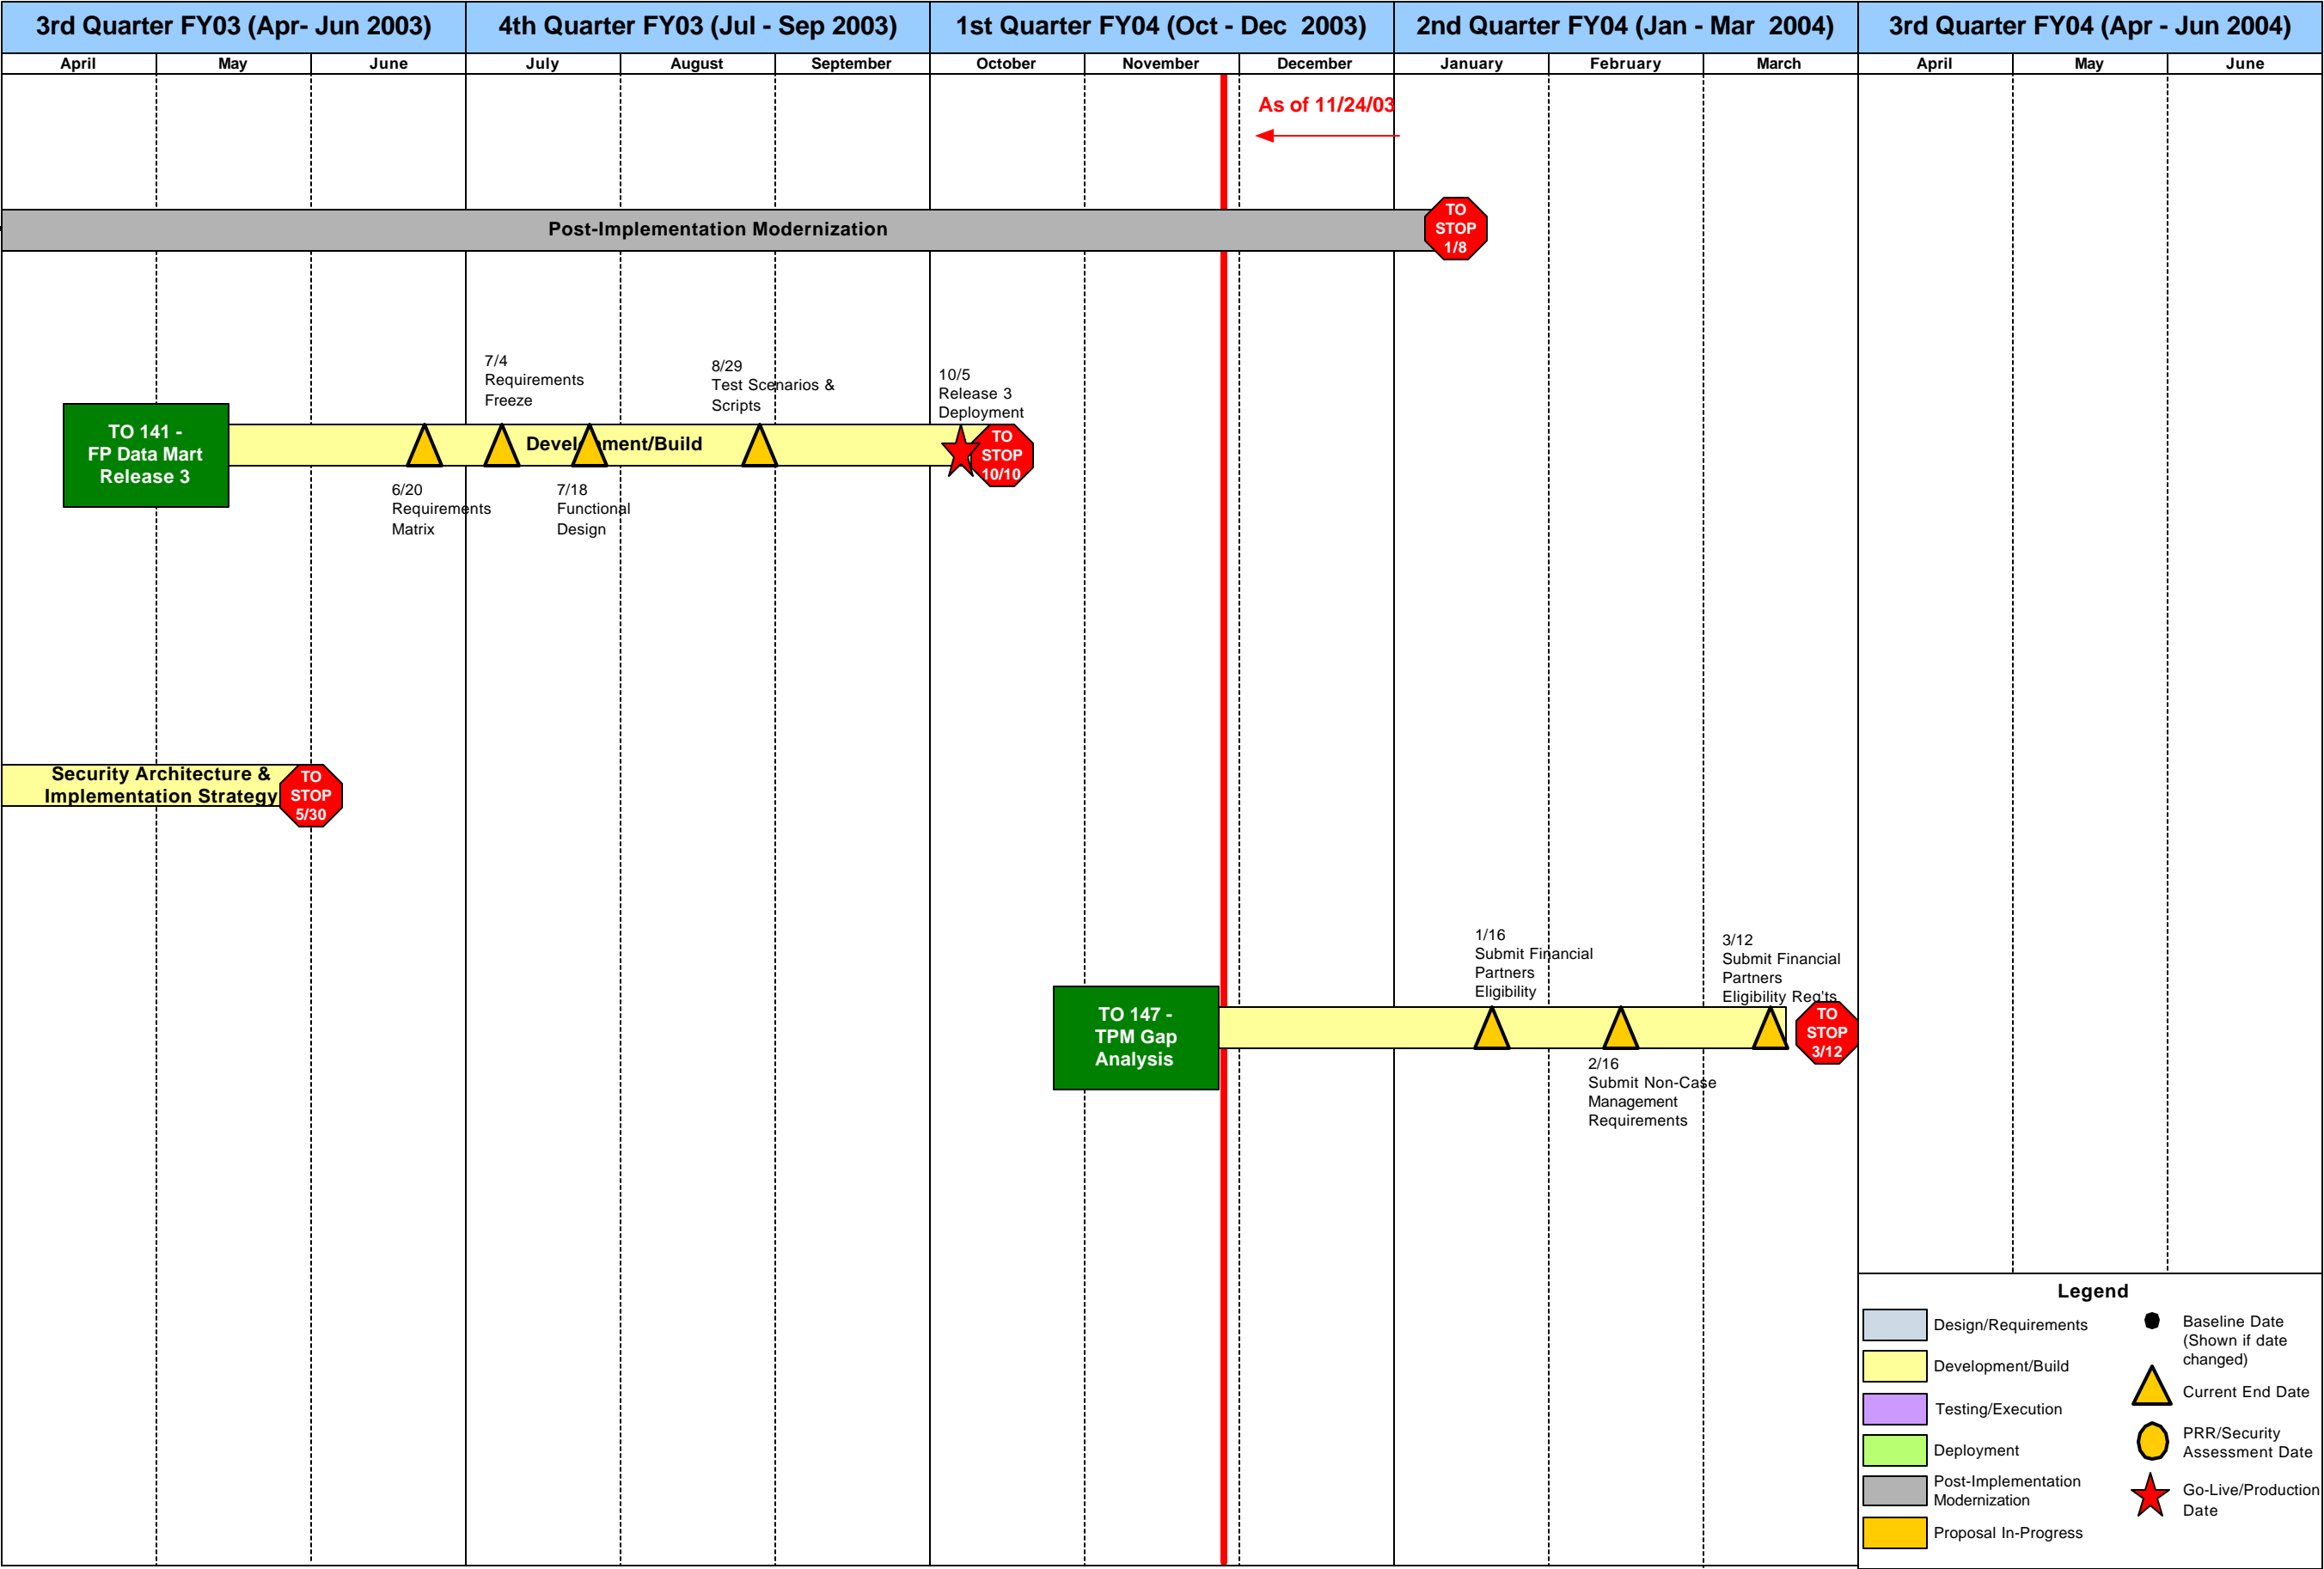 3rd Quarter FY03 (Apr- Jun 2003)
4th Quarter FY03 (Jul - Sep 2003)
1st Quarter FY04 (Oct - Dec 2003)
2nd Quarter FY04 (Jan - Mar 2004)
3rd Quarter FY04 (Apr - Jun 2004)
April
May
June
July
August
September
October
November
December
January
February
March
April
May
June
As of 11/24/03
Post-Implementation Modernization
TO
STOP
1/8
7/4
Requirements
Freeze
8/29
Test Scenarios &
Scripts
10/5
Release 3
Deployment
TO 141 -
FP Data Mart
Release 3
Development/Build
TO
STOP
10/10
6/20
Requirements
Matrix
7/18
Functional
Design
Security Architecture &
Implementation Strategy
TO
STOP
5/30
1/16
Submit Financial
Partners
Eligibility
3/12
Submit Financial
Partners
Eligibility Req'ts
TO 147 -
TPM Gap
Analysis
TO
STOP
3/12
2/16
Submit Non-Case
Management
Requirements
Legend
Design/Requirements
Development/Build
Testing/Execution
Deployment
Post-Implementation
Modernization
Proposal In-Progress
Baseline Date
(Shown if date
changed)
Current End Date
PRR/Security
Assessment Date
Go-Live/Production
Date